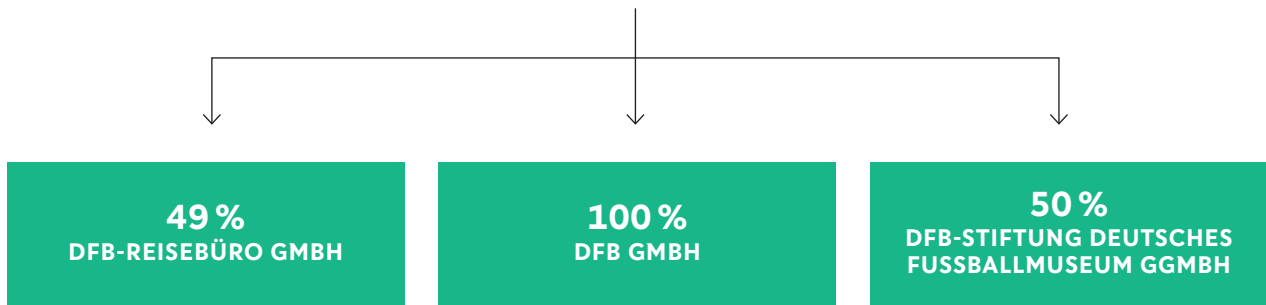 49 %
DFB-REISEBÜRO GMBH
100 %
DFB GMBH
50 %
DFB-STIFTUNG DEUTSCHES
FUSSBALLMUSEUM GGMBH